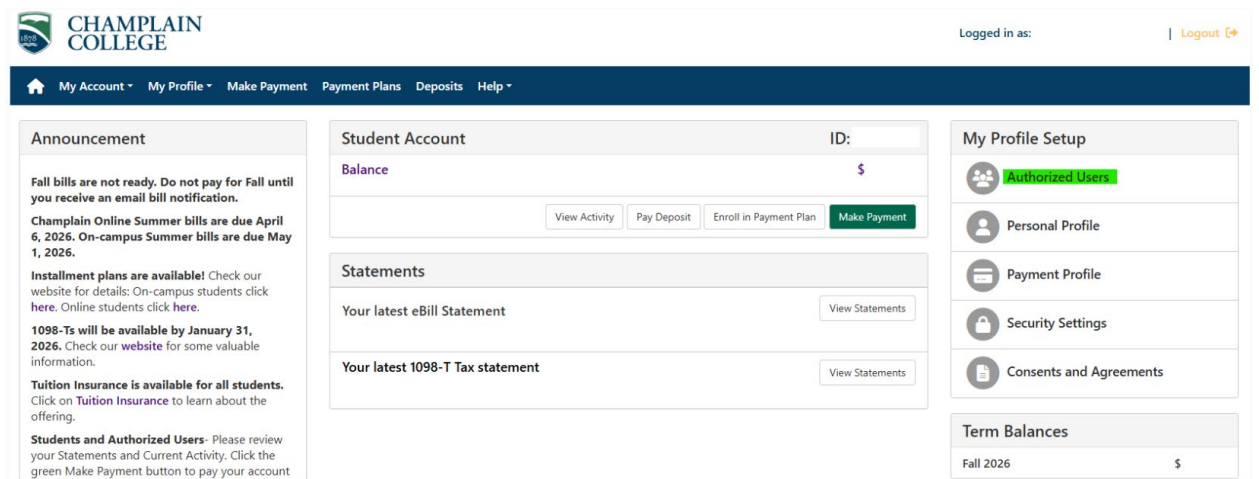 CHAMPLAIN
COLLEGE
1878
Logged in as:
| Logout
My Account
My Profile
Make Payment
Payment Plans
Deposits
Help
Announcement
Fall bills are not ready. Do not pay for Fall until
you receive an email bill notification.
Champlain Online Summer bills are due April
6, 2026. On-campus Summer bills are due May
1, 2026.
Installment plans are available! Check our
website for details: On-campus students click
here. Online students click here.
1098-Ts will be available by January 31,
2026. Check our website for some valuable
information.
Tuition Insurance is available for all students.
Click on Tuition Insurance to learn about the
offering.
Students and Authorized Users- Please review
your Statements and Current Activity. Click the
green Make Payment button to pay your account
Student Account ID:
Balance $
View Activity
Pay Deposit
Enroll in Payment Plan
Make Payment
Statements
Your latest eBill Statement
View Statements
Your latest 1098-T Tax statement
View Statements
My Profile Setup
Authorized Users
Personal Profile
Payment Profile
Security Settings
Consents and Agreements
Term Balances
Fall 2026 $